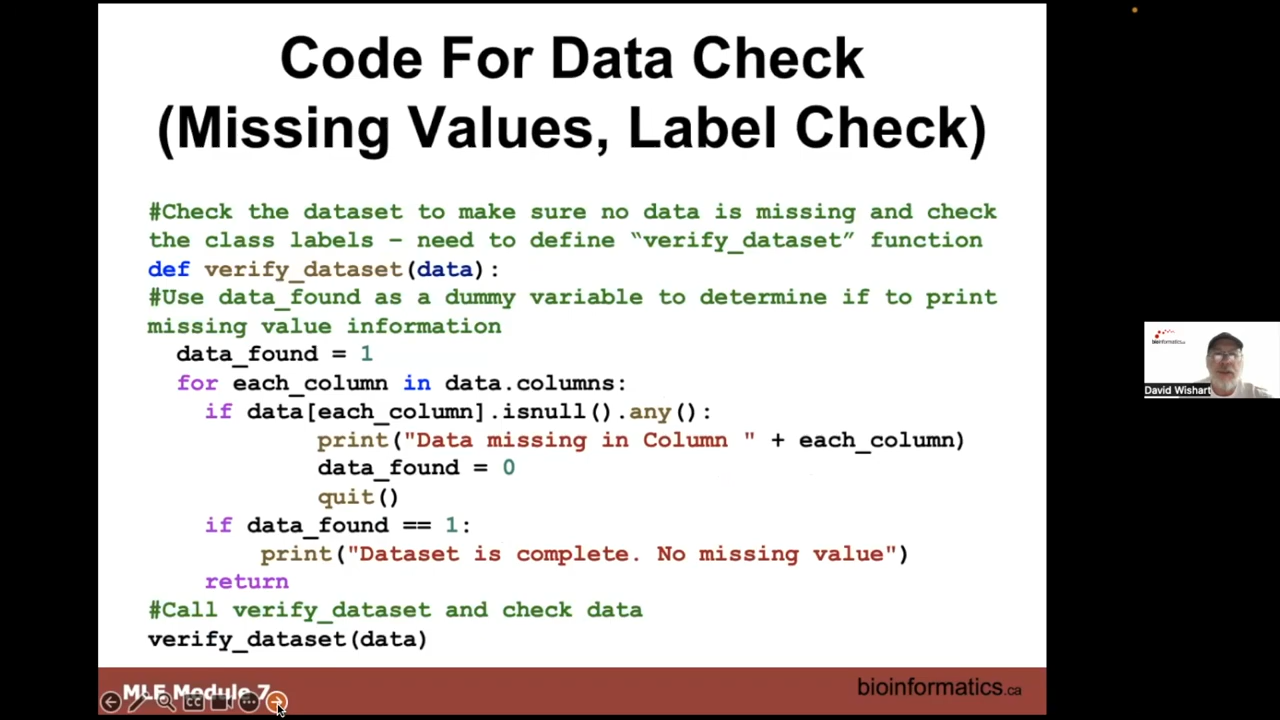 Code For Data Check
(Missing Values, Label Check)
#Check the dataset to make sure no data is missing and check
the class labels – need to define “verify_dataset” function
def verify_dataset(data):
#Use data_found as a dummy variable to determine if to print
missing value information
data_found = 1
for each_column in data.columns:
if data[each_column].isnull().any():
print("Data missing in Column " + each_column)
data_found = 0
quit()
if data_found == 1:
print("Dataset is complete. No missing value")
return
#Call verify_dataset and check data
verify_dataset(data)
MLE Module 7
bioinformatics.ca
CC
bioinformatics.ca
David Wishart